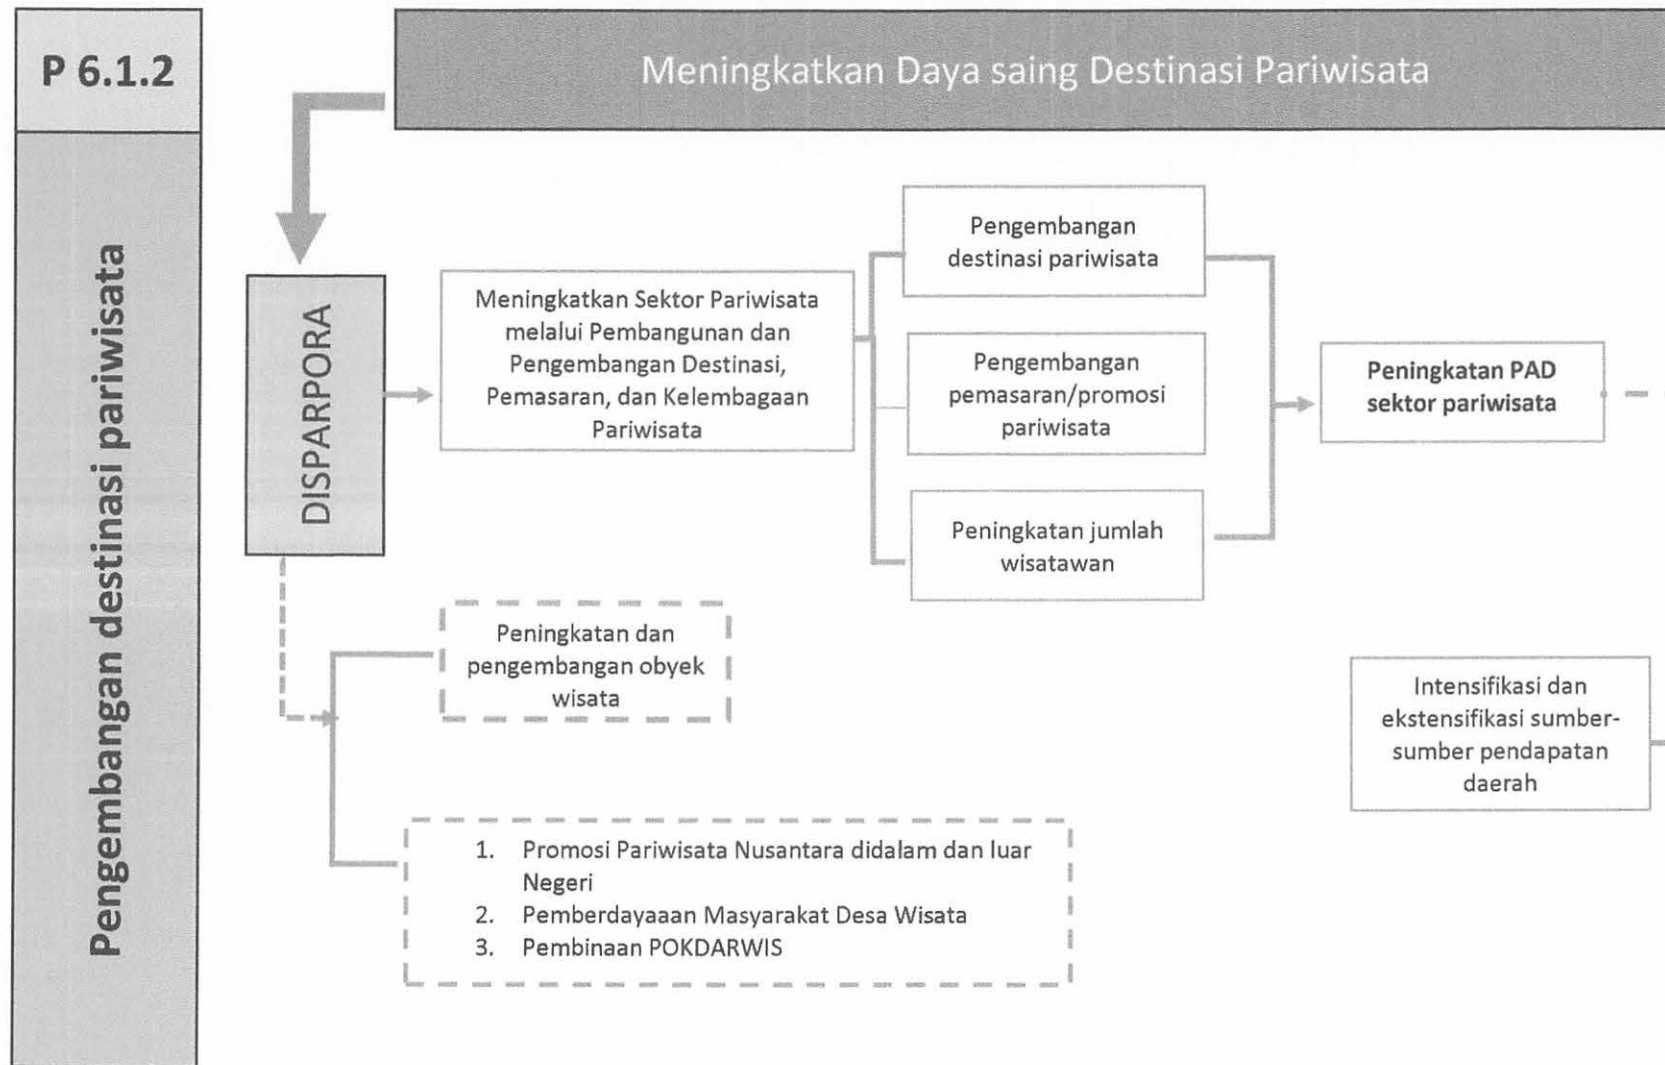 P 6.1.2
Meningkatkan Daya saing Destinasi Pariwisata
Pengembangan destinasi pariwisata
DISPARPORA
Meningkatkan Sektor Pariwisata
melalui Pembangunan dan
Pengembangan Destinasi,
Pemasaran, dan Kelembagaan
Pariwisata
Pengembangan
destinasi pariwisata
Pengembangan
pemasaran/promosi
pariwisata
Peningkatan jumlah
wisatawan
Peningkatan PAD
sektor pariwisata
Peningkatan dan
pengembangan obyek
wisata
Intensifikasi dan
ekstensifikasi sumber-
sumber pendapatan
daerah
1. Promosi Pariwisata Nusantara didalam dan luar
Negeri
2. Pemberdayaaan Masyarakat Desa Wisata
3. Pembinaan POKDARWIS